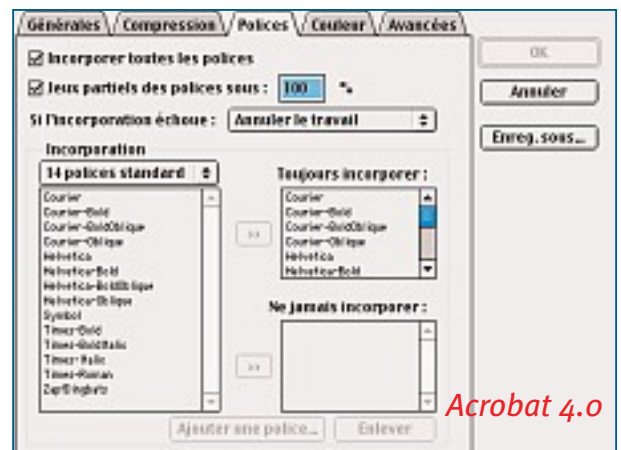 Générales Compression Polices Couleur Avancées
Incorporer toutes les polices
Jeux partiels des polices sous : 100 %
Si l'incorporation échoue : Annuler le travail
Incorporation
14 polices standard
Courier
Courier-Bold
Courier-BoldOblique
Courier-Oblique
Helvetica
Helvetica-Bold
Helvetica-BoldOblique
Helvetica-Oblique
Symbol
Times-Bold
Times-BoldItalic
Times-Italic
Times-Roman
ZapfDingbats
>>
>>
Toujours incorporer :
Courier
Courier-Bold
Courier-BoldOblique
Courier-Oblique
Helvetica
Helvetica-Bold
Ne jamais incorporer :
Ajouter une police... Enlever
OK
Annuler
Enreg. sous...
Acrobat 4.0